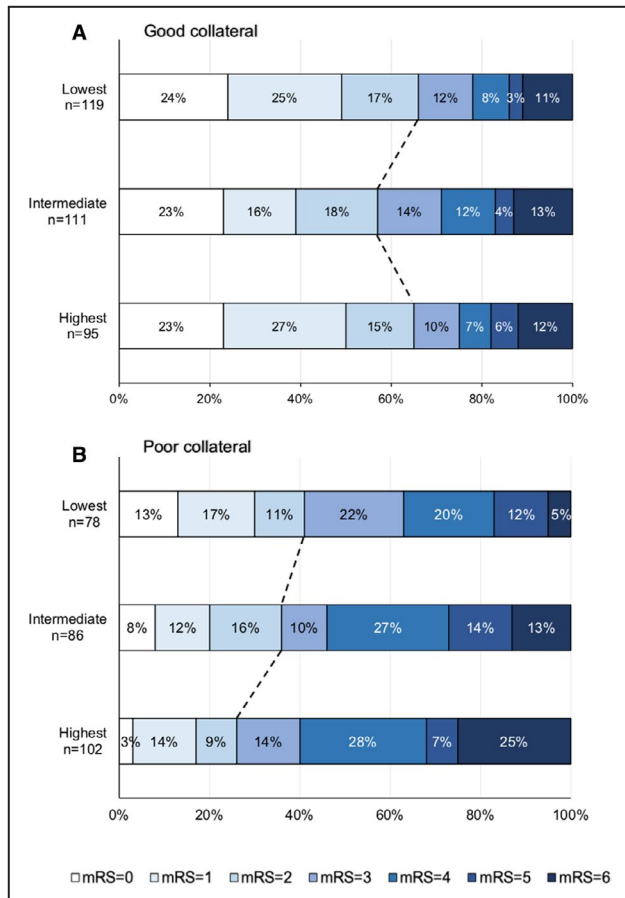 A Good collateral
Lowest
n=119
24% 25% 17% 12% 8% 3% 11%
Intermediate
n=111
23% 16% 18% 14% 12% 4% 13%
Highest
n=95
23% 27% 15% 10% 7% 6% 12%
0% 20% 40% 60% 80% 100%
B Poor collateral
Lowest
n=78
13% 17% 11% 22% 20% 12% 5%
Intermediate
n=86
8% 12% 16% 10% 27% 14% 13%
Highest
n=102
3% 14% 9% 14% 28% 7% 25%
0% 20% 40% 60% 80% 100%
mRS=0 mRS=1 mRS=2 mRS=3 mRS=4 mRS=5 mRS=6